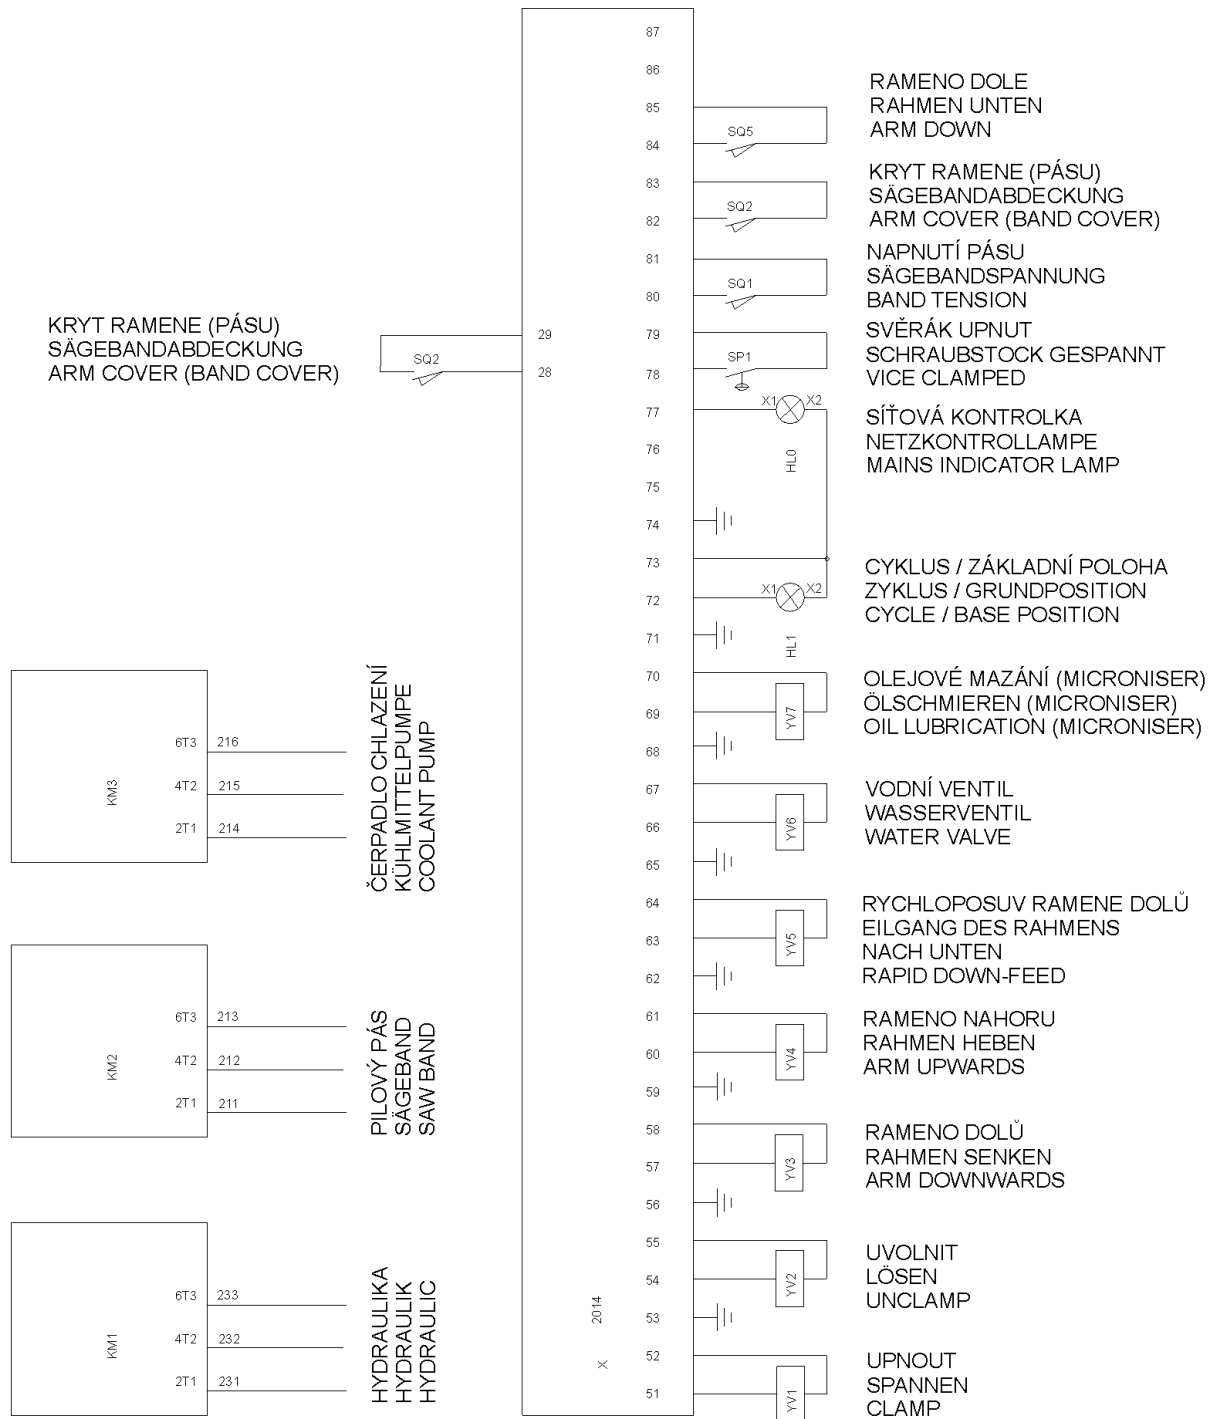 87
86
85
84
SQ5
RAMENO DOLE
RAHMEN UNTEN
ARM DOWN
83
82
SQ2
KRYT RAMENE (PÁSU)
SÄGEBANDABDECKUNG
ARM COVER (BAND COVER)
81
80
SQ1
NAPNUTÍ PÁSU
SÄGEBANDSPANNUNG
BAND TENSION
KRYT RAMENE (PÁSU)
SÄGEBANDABDECKUNG
ARM COVER (BAND COVER)
SQ2
29
28
79
78
SP1
SVĚRÁK UPNUT
SCHRAUBSTOCK GESPANNT
VICE CLAMPED
77
76
75
74
X1 X2
HL0
SÍŤOVÁ KONTROLKA
NETZKONTROLLAMPE
MAINS INDICATOR LAMP
73
72
71
X1 X2
HL1
CYKLUS / ZÁKLADNÍ POLOHA
ZYKLUS / GRUNDPOSITION
CYCLE / BASE POSITION
70
69
68
YV7
OLEJOVÉ MAZÁNÍ (MICRONISER)
ÖLSCHMIEREN (MICRONISER)
OIL LUBRICATION (MICRONISER)
KM3
6T3 216
4T2 215
2T1 214
ČERPADLO CHLAZENÍ
KÜHLMITTELPUMPE
COOLANT PUMP
67
66
65
YV6
VODNÍ VENTIL
WASSERVENTIL
WATER VALVE
64
63
62
YV5
RYCHLOPOSUV RAMENE DOLŮ
EILGANG DES RAHMENS
NACH UNTEN
RAPID DOWN-FEED
KM2
6T3 213
4T2 212
2T1 211
PILOVÝ PÁS
SÄGEBAND
SAW BAND
61
60
59
YV4
RAMENO NAHORU
RAHMEN HEBEN
ARM UPWARDS
58
57
56
YV3
RAMENO DOLŮ
RAHMEN SENKEN
ARM DOWNWARDS
KM1
6T3 233
4T2 232
2T1 231
HYDRAULIKA
HYDRAULIK
HYDRAULIC
55
54
53
YV2
UVOLNIT
LÖSEN
UNCLAMP
X 2014
52
51
YV1
UPNOUT
SPANNEN
CLAMP